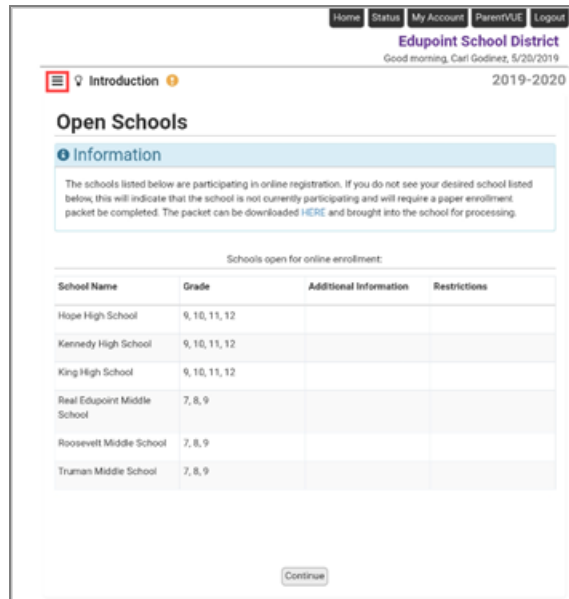 Home Status My Account ParentVUE Logout
Edupoint School District
Good morning, Carl Godinez, 5/20/2019
Introduction
2019-2020
Open Schools
Information
The schools listed below are participating in online registration. If you do not see your desired school listed
below, this will indicate that the school is not currently participating and will require a paper enrollment
packet be completed. The packet can be downloaded HERE and brought into the school for processing.
Schools open for online enrollment:
School Name Grade Additional Information Restrictions
Hope High School 9, 10, 11, 12
Kennedy High School 9, 10, 11, 12
King High School 9, 10, 11, 12
Real Edupoint Middle 7, 8, 9
School
Roosevelt Middle School 7, 8, 9
Truman Middle School 7, 8, 9
Continue